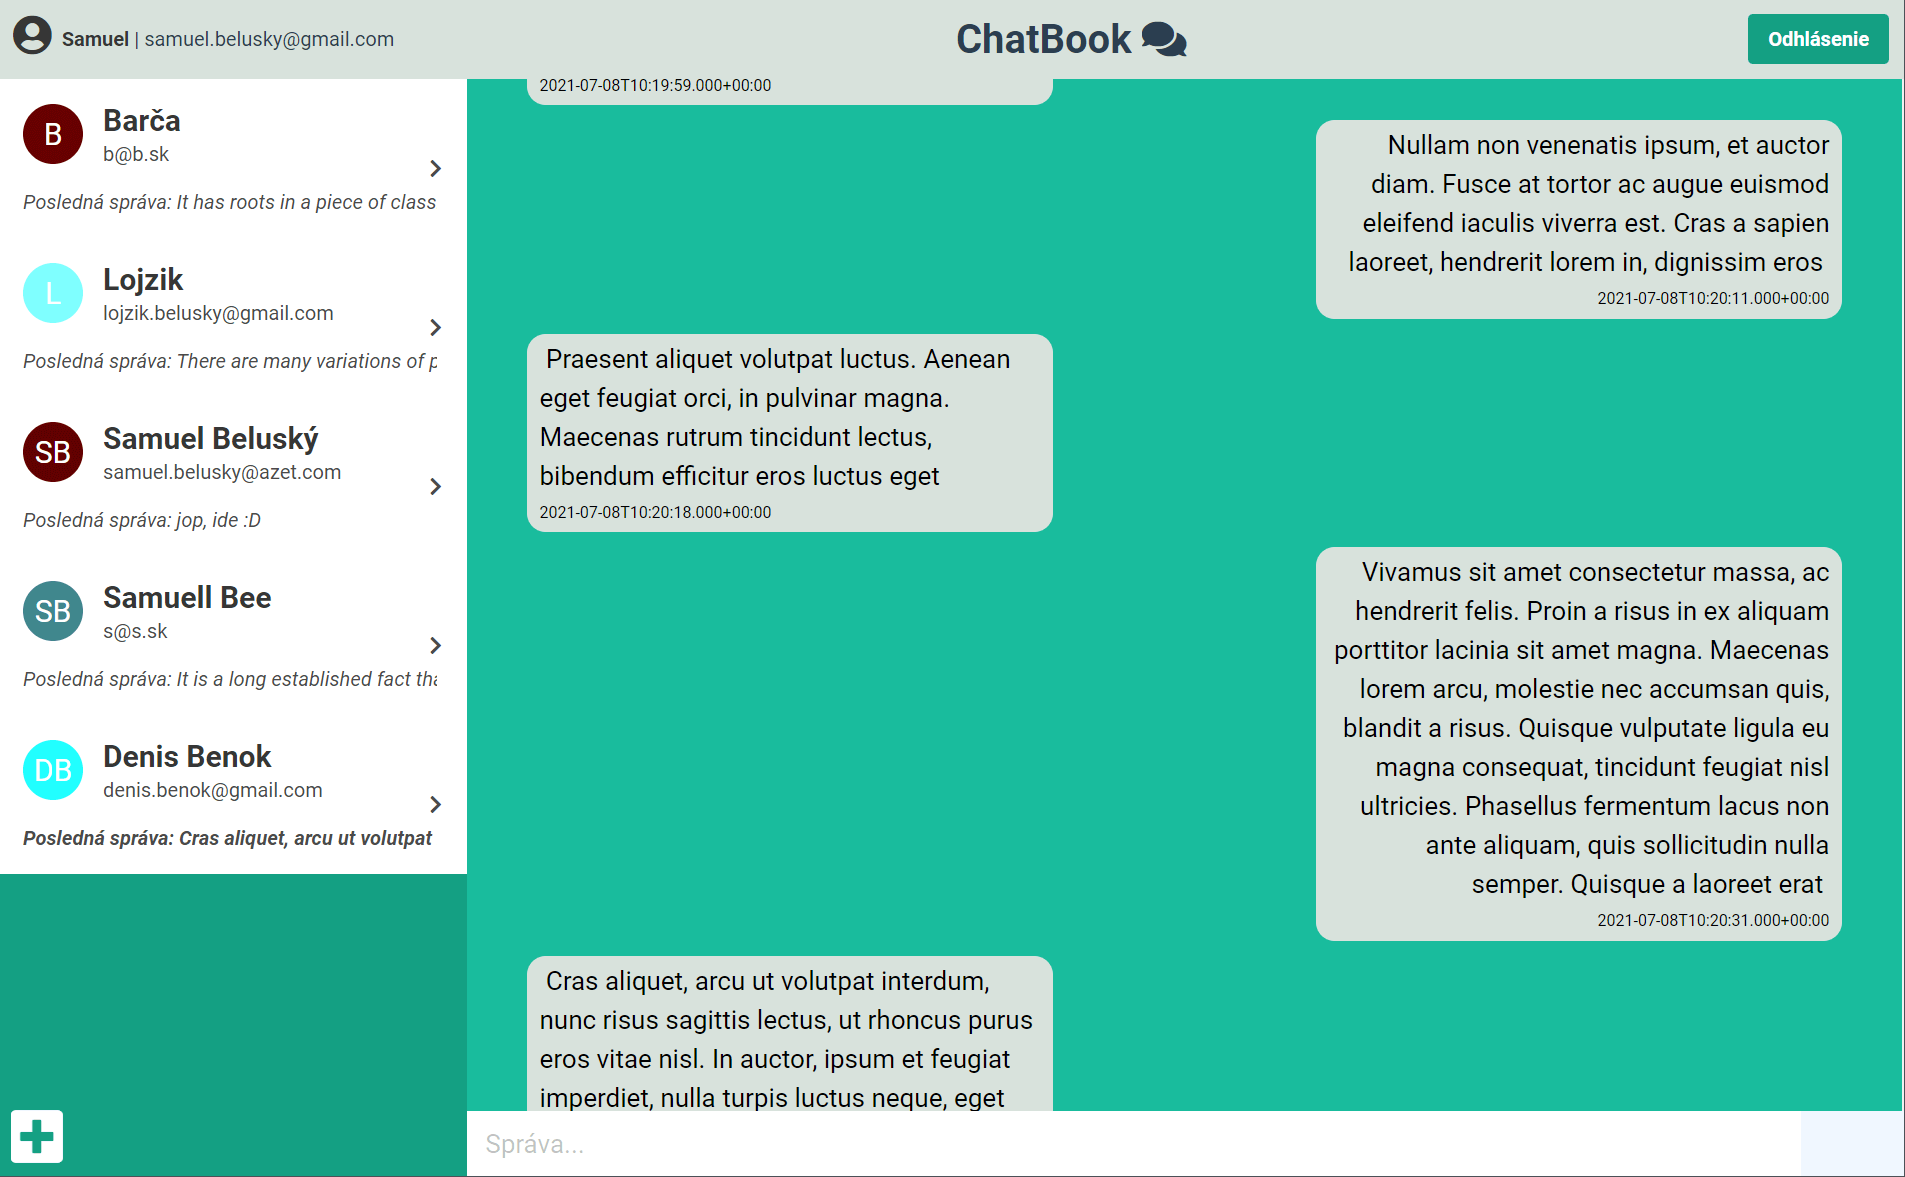 Samuel | samuel.belusky@gmail.com
ChatBook
Odhlásenie
B
Barča
b@b.sk
Posledná správa: It has roots in a piece of class
L
Lojzik
lojzik.belusky@gmail.com
Posledná správa: There are many variations of
SB
Samuel Beluský
samuel.belusky@azet.com
Posledná správa: jop, ide :D
SB
Samuell Bee
s@s.sk
Posledná správa: It is a long established fact
DB
Denis Benok
denis.benok@gmail.com
Posledná správa: Cras aliquet, arcu ut volutpat
2021-07-08T10:19:59.000+00:00
Nullam non venenatis ipsum, et auctor
diam. Fusce at tortor ac augue euismod
eleifend iaculis viverra est. Cras a sapien
laoreet, hendrerit lorem in, dignissim eros
2021-07-08T10:20:11.000+00:00
Praesent aliquet volutpat luctus. Aenean
eget feugiat orci, in pulvinar magna.
Maecenas rutrum tincidunt lectus,
bibendum efficitur eros luctus eget
2021-07-08T10:20:18.000+00:00
Vivamus sit amet consectetur massa, ac
hendrerit felis. Proin a risus in ex aliquam
porttitor lacinia sit amet magna. Maecenas
lorem arcu, molestie nec accumsan quis,
blandit a risus. Quisque vulputate ligula eu
magna consequat, tincidunt feugiat nisl
ultricies. Phasellus fermentum lacus non
ante aliquam, quis sollicitudin nulla
semper. Quisque a laoreet erat
2021-07-08T10:20:31.000+00:00
Cras aliquet, arcu ut volutpat interdum,
nunc risus sagittis lectus, ut rhoncus purus
eros vitae nisl. In auctor, ipsum et feugiat
imperdiet, nulla turpis luctus neque, eget
Správa...